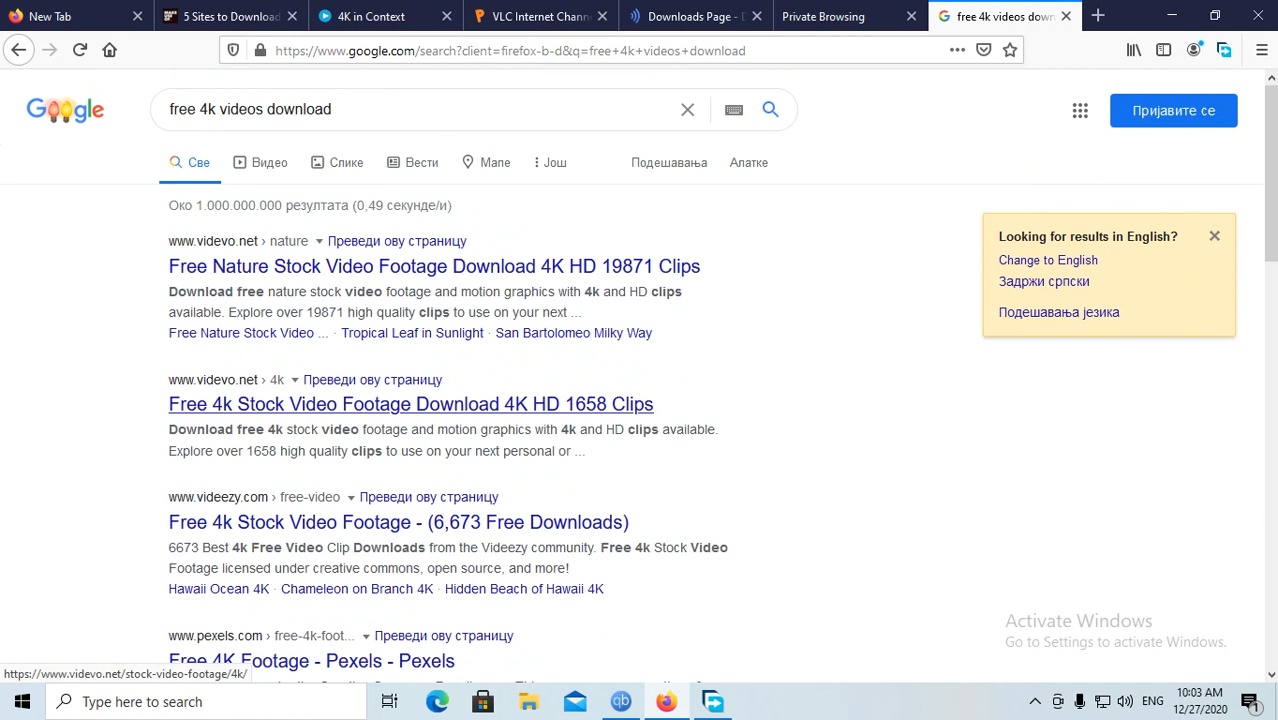 New Tab
5 Sites to Download
4K in Context
VLC Internet Chann
Downloads Page - D
Private Browsing
free 4k videos down
https://www.google.com/search?client=firefox-b-d&q=free+4k+videos+download
Google
free 4k videos download
Пријавите се
Све
Видео
Слике
Вести
Мапе
Још
Подешавања
Алатке
Око 1.000.000.000 резултата (0,49 секунде/и)
www.videvo.net › nature Преведи ову страницу
Free Nature Stock Video Footage Download 4K HD 19871 Clips
Download free nature stock video footage and motion graphics with 4k and HD clips
available. Explore over 19871 high quality clips to use on your next ...
Free Nature Stock Video ... · Tropical Leaf in Sunlight · San Bartolomeo Milky Way
www.videvo.net › 4k Преведи ову страницу
Free 4k Stock Video Footage Download 4K HD 1658 Clips
Download free 4k stock video footage and motion graphics with 4k and HD clips available.
Explore over 1658 high quality clips to use on your next personal or ...
www.videezy.com › free-video Преведи ову страницу
Free 4k Stock Video Footage - (6,673 Free Downloads)
6673 Best 4k Free Video Clip Downloads from the Videezy community. Free 4k Stock Video
Footage licensed under creative commons, open source, and more!
Hawaii Ocean 4K · Chameleon on Branch 4K · Hidden Beach of Hawaii 4K
www.pexels.com › free-4k-foot... Преведи ову страницу
Free 4K Footage - Pexels - Pexels
Looking for results in English?
Change to English
Задржи српски
Подешавања језика
Activate Windows
Go to Settings to activate Windows.
https://www.videvo.net/stock-video-footage/4k/
Type here to search
qb
ENG
10:03 AM
12/27/2020
1